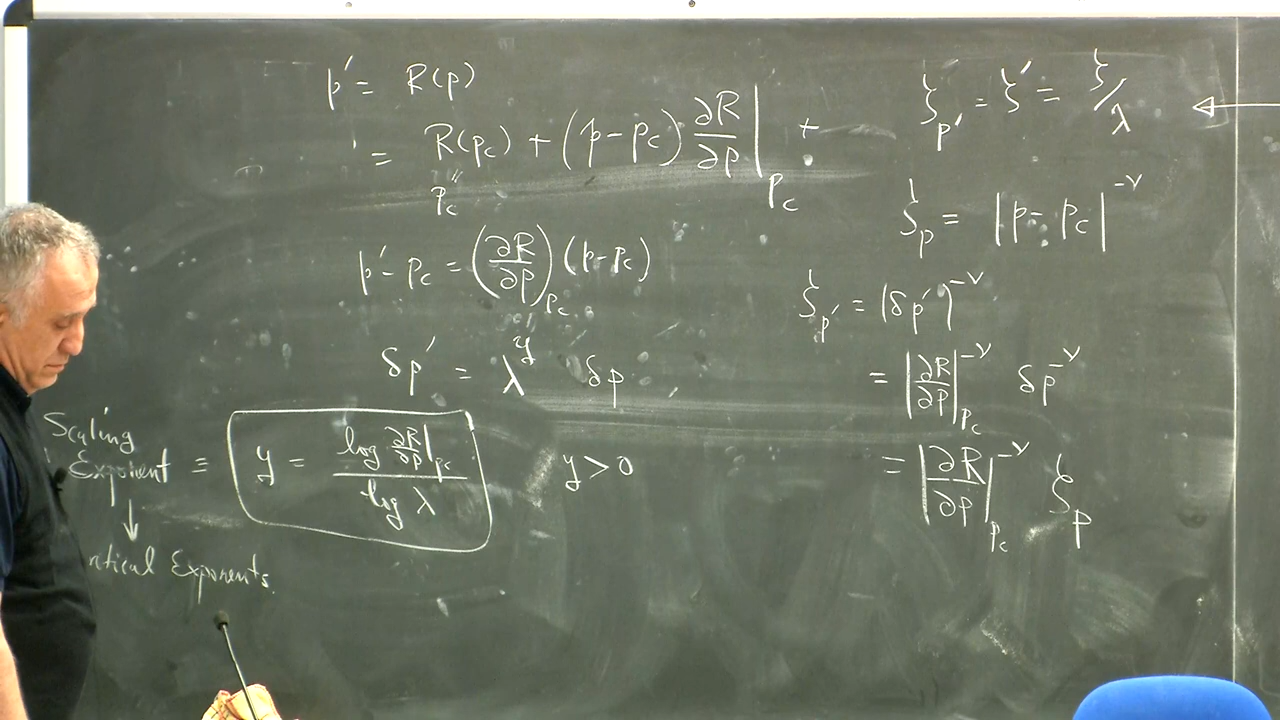 p' = R(p)
' = R(p_c) + (p - p_c) ∂R/∂p |_{p_c} + .
p_c "
p' - p_c = (∂R/∂p)_{p_c} (p - p_c)
δp' = λ^y δp
Scaling Exponent ≡ y = log ∂R/∂p|_{p_c} / log λ   y > 0
↓
ritical Exponents.
ξ_{p'} = ξ' = ξ/λ ←
ξ_p = |p - p_c|^{-ν}
ξ_{p'} = (δp')^{-ν}
= |∂R/∂p|_{p_c}^{-ν} δp^{-ν}
= |∂R/∂p|_{p_c}^{-ν} ξ_p